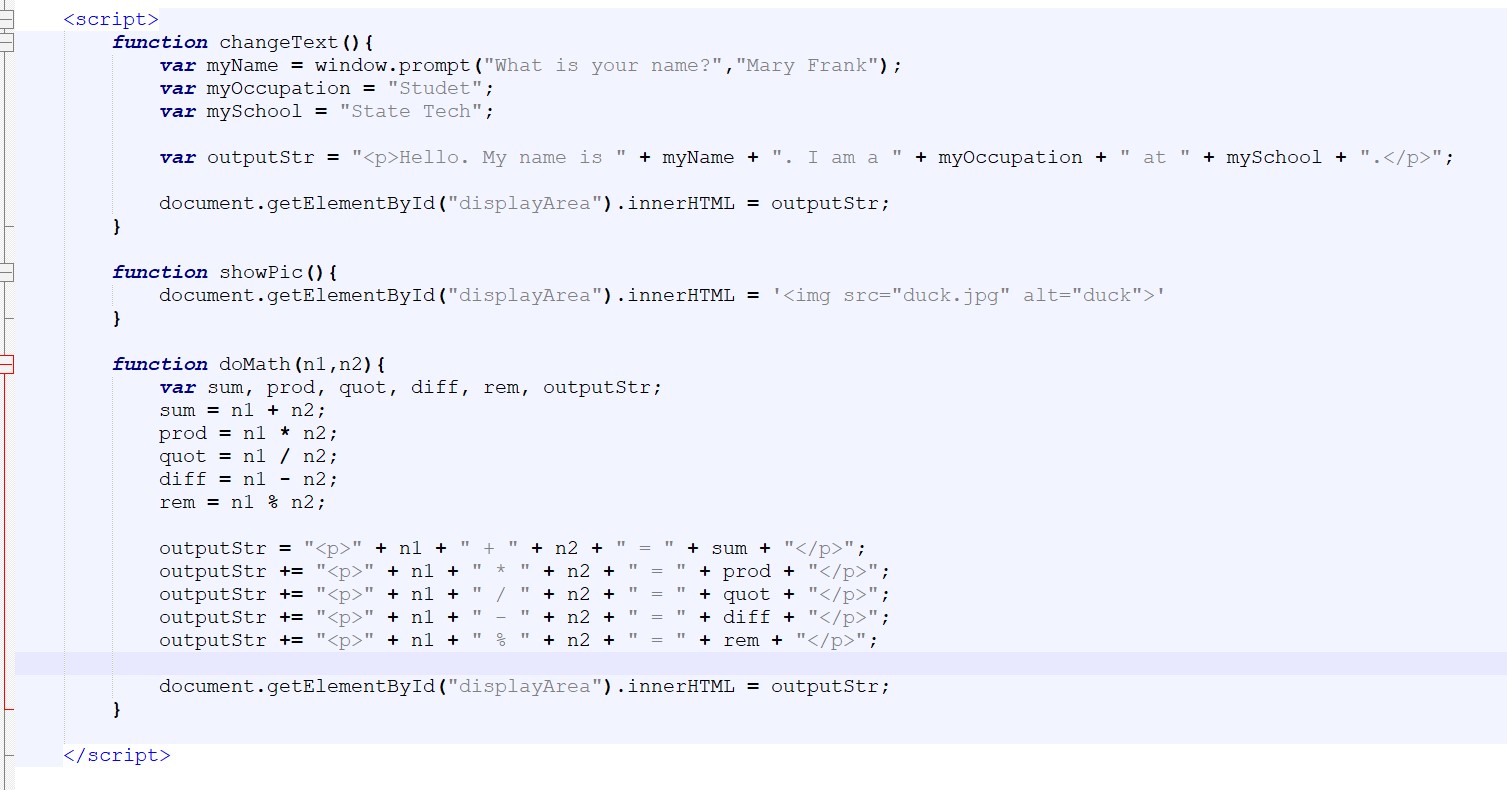 <script>
function changeText(){
var myName = window.prompt("What is your name?","Mary Frank");
var myOccupation = "Studet";
var mySchool = "State Tech";
var outputStr = "<p>Hello. My name is " + myName + ". I am a " + myOccupation + " at " + mySchool + ".</p>";
document.getElementById("displayArea").innerHTML = outputStr;
}
function showPic(){
document.getElementById("displayArea").innerHTML = '<img src="duck.jpg" alt="duck">'
}
function doMath(n1,n2){
var sum, prod, quot, diff, rem, outputStr;
sum = n1 + n2;
prod = n1 * n2;
quot = n1 / n2;
diff = n1 - n2;
rem = n1 % n2;
outputStr = "<p>" + n1 + " + " + n2 + " = " + sum + "</p>";
outputStr += "<p>" + n1 + " * " + n2 + " = " + prod + "</p>";
outputStr += "<p>" + n1 + " / " + n2 + " = " + quot + "</p>";
outputStr += "<p>" + n1 + " - " + n2 + " = " + diff + "</p>";
outputStr += "<p>" + n1 + " % " + n2 + " = " + rem + "</p>";
document.getElementById("displayArea").innerHTML = outputStr;
}
</script>